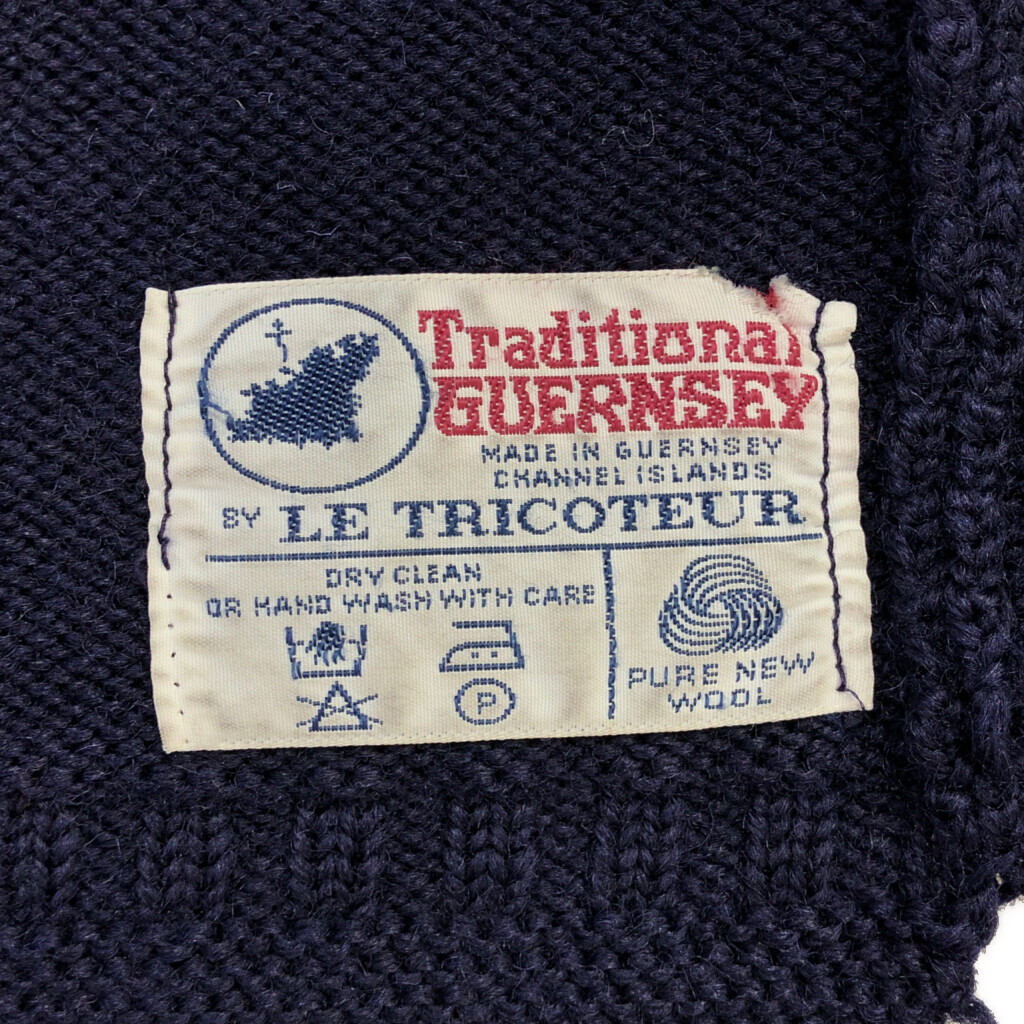 Traditional
GUERNSEY
MADE IN GUERNSEY
CHANNEL ISLANDS
BY LE TRICOTEUR
DRY CLEAN
OR HAND WASH WITH CARE
P
PURE NEW
WOOL